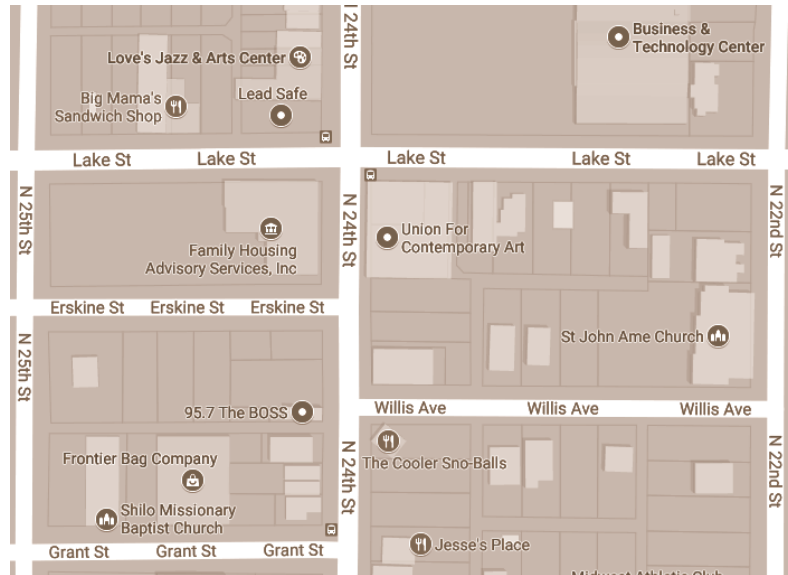 N 24th St
Business &
Technology Center
Love's Jazz & Arts Center
Big Mama's
Sandwich Shop
Lead Safe
Lake St
Lake St
Lake St
Lake St
Lake St
N 25th St
N 24th St
N 22nd St
Union For
Contemporary Art
Family Housing
Advisory Services, Inc
Erskine St
Erskine St
Erskine St
N 25th St
St John Ame Church
95.7 The BOSS
Willis Ave
Willis Ave
Willis Ave
N 24th St
N 22nd St
Frontier Bag Company
The Cooler Sno-Balls
Shilo Missionary
Baptist Church
Grant St
Grant St
Grant St
Jesse's Place
Midwest Athletic Club